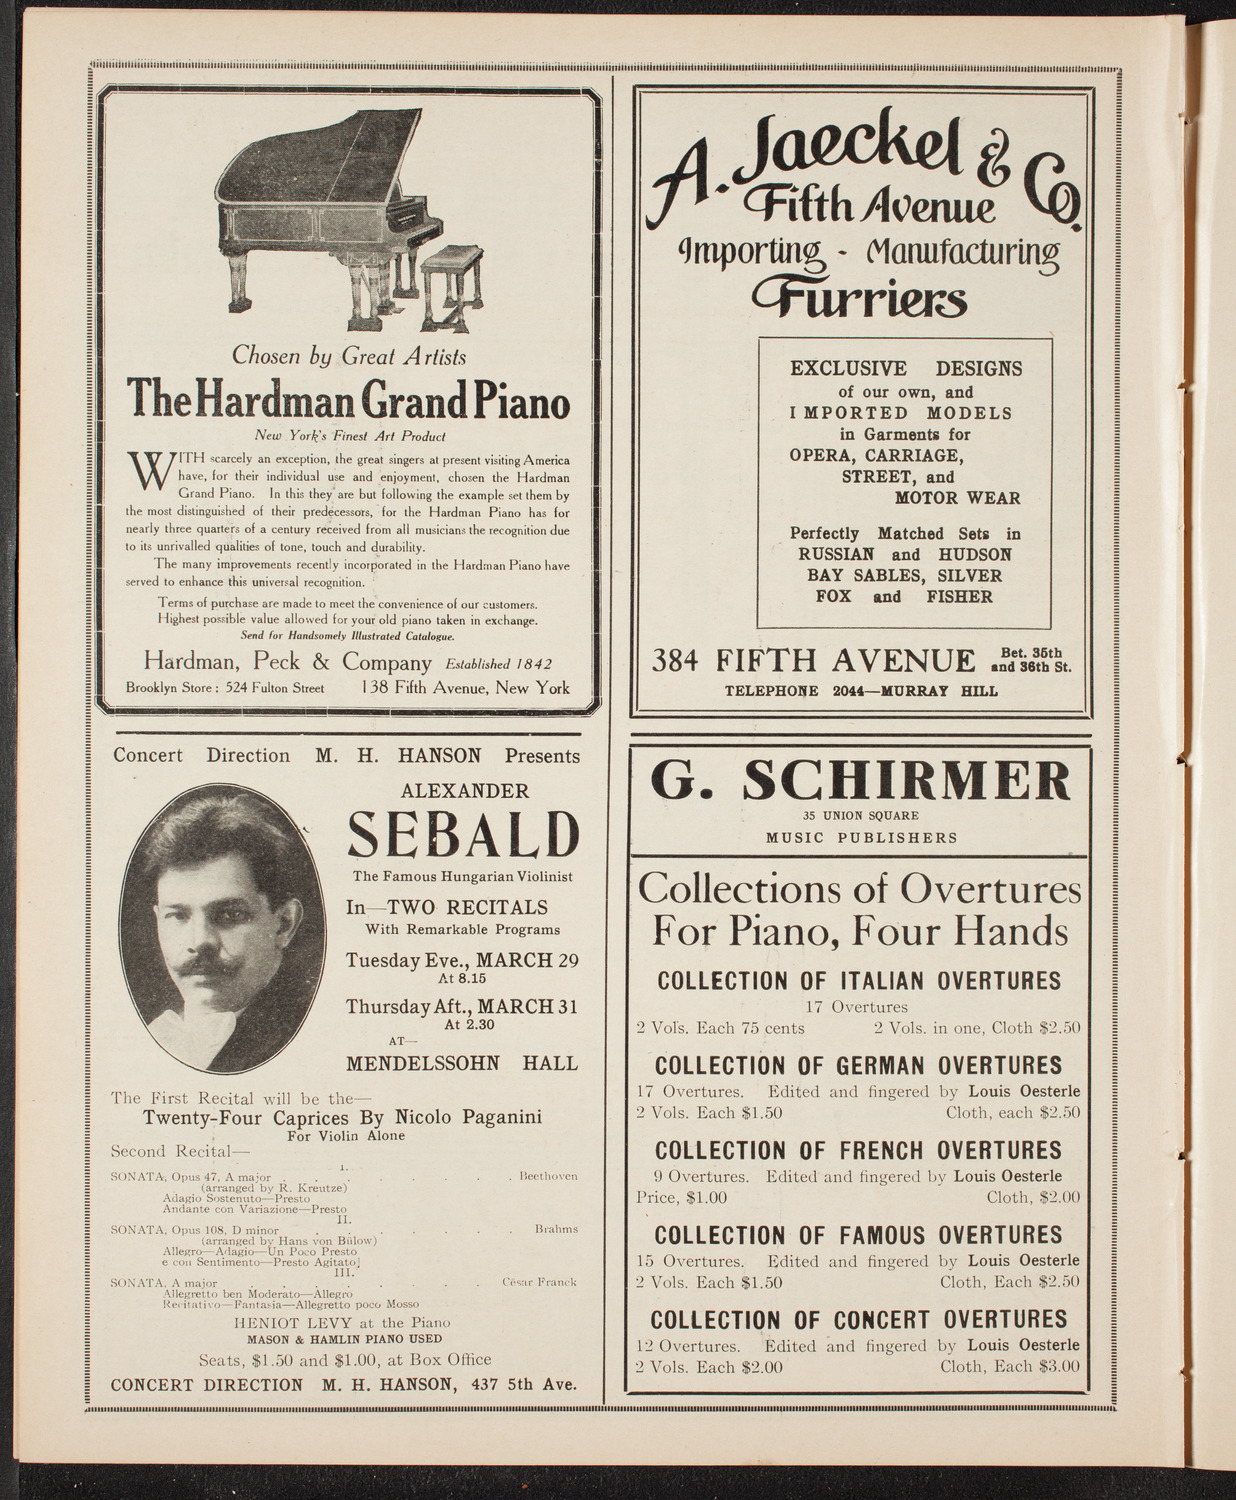 Chosen by Great Artists
The Hardman Grand Piano
New York's Finest Art Product
WITH scarcely an exception, the great singers at present visiting America
have, for their individual use and enjoyment, chosen the Hardman
Grand Piano. In this they are but following the example set them by
the most distinguished of their predecessors, for the Hardman Piano has for
nearly three quarters of a century received from all musicians the recognition due
to its unrivalled qualities of tone, touch and durability.
The many improvements recently incorporated in the Hardman Piano have
served to enhance this universal recognition.
Terms of purchase are made to meet the convenience of our customers.
Highest possible value allowed for your old piano taken in exchange.
Send for Handsomely Illustrated Catalogue.
Hardman, Peck & Company Established 1842
Brooklyn Store: 524 Fulton Street 138 Fifth Avenue, New York
A. Jaeckel & Co.
Fifth Avenue
Importing - Manufacturing
Furriers
EXCLUSIVE DESIGNS
of our own, and
IMPORTED MODELS
in Garments for
OPERA, CARRIAGE,
STREET, and
MOTOR WEAR
Perfectly Matched Sets in
RUSSIAN and HUDSON
BAY SABLES, SILVER
FOX and FISHER
384 FIFTH AVENUE Bet. 35th
and 36th St.
TELEPHONE 2044—MURRAY HILL
Concert Direction M. H. HANSON Presents
ALEXANDER
SEBALD
The Famous Hungarian Violinist
In—TWO RECITALS
With Remarkable Programs
Tuesday Eve., MARCH 29
At 8.15
Thursday Aft., MARCH 31
At 2.30
AT—
MENDELSSOHN HALL
The First Recital will be the—
Twenty-Four Caprices By Nicolo Paganini
For Violin Alone
Second Recital—
I.
SONATA, Opus 47, A major . . . . . . . Beethoven
(arranged by R. Kreutze)
Adagio Sostenuto—Presto
Andante con Variazione—Presto
II.
SONATA, Opus 108, D minor . . . . . . Brahms
(arranged by Hans von Bülow)
Allegro—Adagio—Un Poco Presto
e con Sentimento—Presto Agitato]
III.
SONATA, A major . . . . . . . . César Franck
Allegretto ben Moderato—Allegro
Recitativo—Fantasia—Allegretto poco Mosso
HENIOT LEVY at the Piano
MASON & HAMLIN PIANO USED
Seats, $1.50 and $1.00, at Box Office
CONCERT DIRECTION M. H. HANSON, 437 5th Ave.
G. SCHIRMER
35 UNION SQUARE
MUSIC PUBLISHERS
Collections of Overtures
For Piano, Four Hands
COLLECTION OF ITALIAN OVERTURES
17 Overtures
2 Vols. Each 75 cents 2 Vols. in one, Cloth $2.50
COLLECTION OF GERMAN OVERTURES
17 Overtures. Edited and fingered by Louis Oesterle
2 Vols. Each $1.50 Cloth, each $2.50
COLLECTION OF FRENCH OVERTURES
9 Overtures. Edited and fingered by Louis Oesterle
Price, $1.00 Cloth, $2.00
COLLECTION OF FAMOUS OVERTURES
15 Overtures. Edited and fingered by Louis Oesterle
2 Vols. Each $1.50 Cloth, Each $2.50
COLLECTION OF CONCERT OVERTURES
12 Overtures. Edited and fingered by Louis Oesterle
2 Vols. Each $2.00 Cloth, Each $3.00